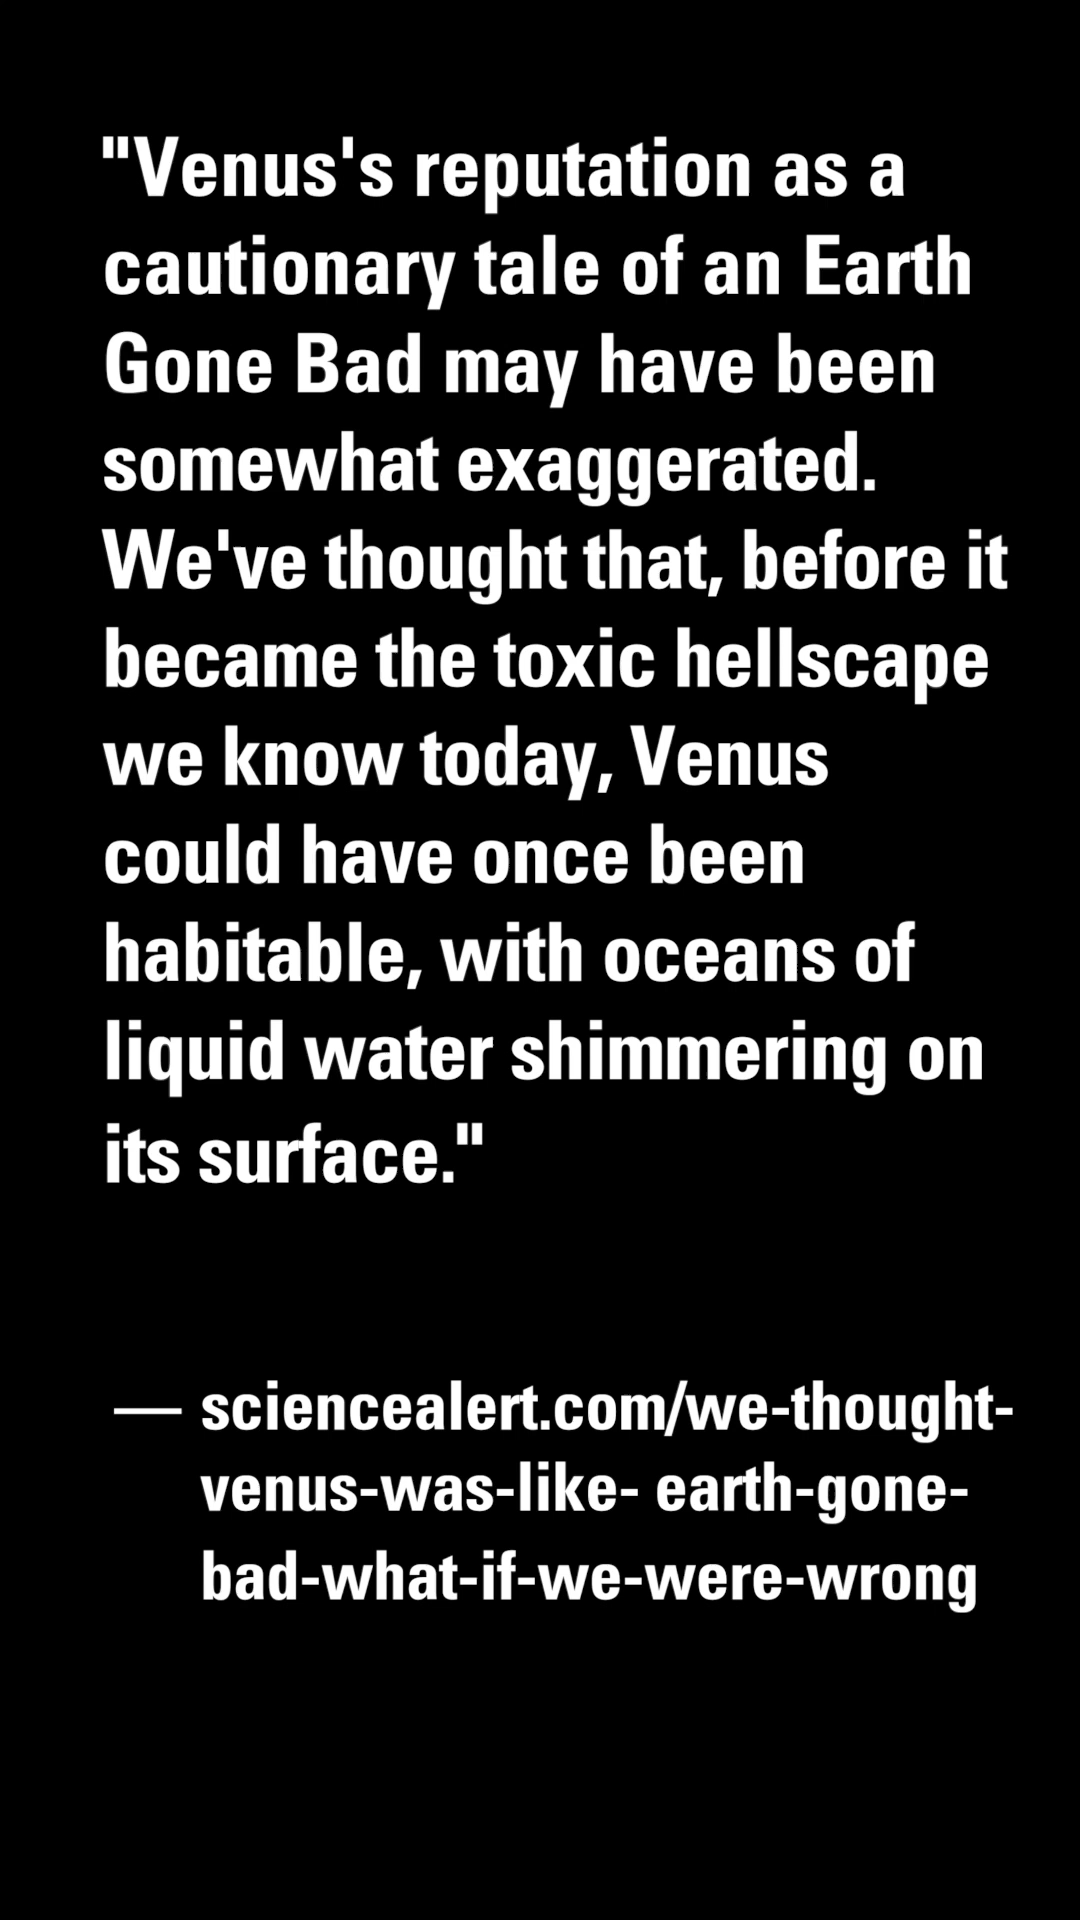 "Venus's reputation as a
cautionary tale of an Earth
Gone Bad may have been
somewhat exaggerated.
We've thought that, before it
became the toxic hellscape
we know today, Venus
could have once been
habitable, with oceans of
liquid water shimmering on
its surface."
— sciencealert.com/we-thought-
venus-was-like- earth-gone-
bad-what-if-we-were-wrong